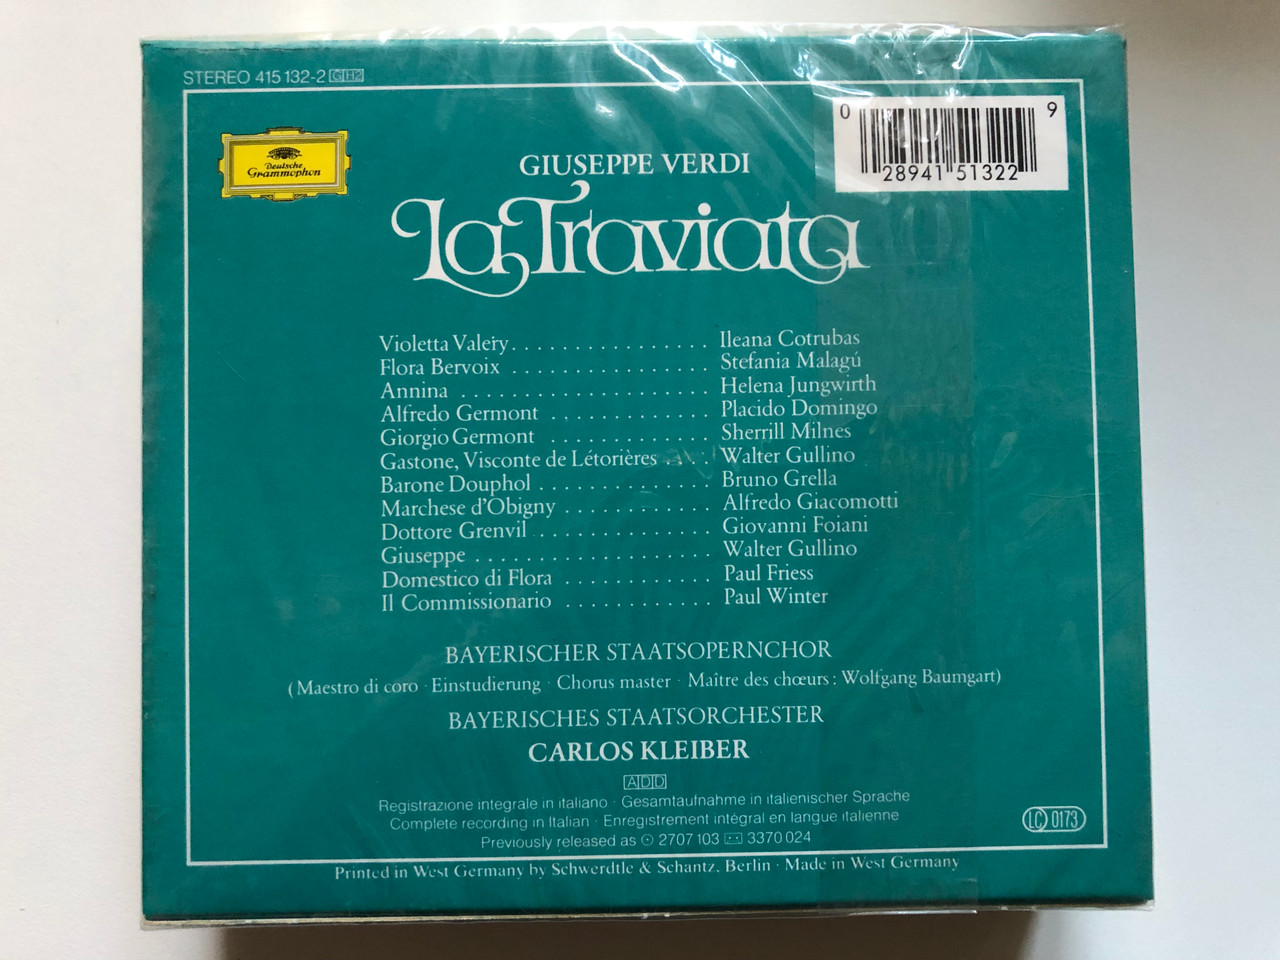 STEREO 415 132-2 GH2
0 28941 51322 9
Deutsche
Grammophon
GIUSEPPE VERDI
La Traviata
Violetta Valery . . . . . . . . . . . . . . . . Ileana Cotrubas
Flora Bervoix . . . . . . . . . . . . . . . . Stefania Malagú
Annina . . . . . . . . . . . . . . . . . . . . Helena Jungwirth
Alfredo Germont . . . . . . . . . . . . . Placido Domingo
Giorgio Germont . . . . . . . . . . . . . Sherrill Milnes
Gastone, Visconte de Létorières . . . . Walter Gullino
Barone Douphol . . . . . . . . . . . . . . Bruno Grella
Marchese d'Obigny . . . . . . . . . . . . Alfredo Giacomotti
Dottore Grenvil . . . . . . . . . . . . . . Giovanni Foiani
Giuseppe . . . . . . . . . . . . . . . . . . . Walter Gullino
Domestico di Flora . . . . . . . . . . . . Paul Friess
Il Commissionario . . . . . . . . . . . . Paul Winter
BAYERISCHER STAATSOPERNCHOR
(Maestro di coro · Einstudierung · Chorus master · Maître des chœurs: Wolfgang Baumgart)
BAYERISCHES STAATSORCHESTER
CARLOS KLEIBER
ADD
Registrazione integrale in italiano · Gesamtaufnahme in italienischer Sprache
Complete recording in Italian · Enregistrement intégral en langue italienne
Previously released as 2707 103 3370 024
LC 0173
Printed in West Germany by Schwerdtle & Schantz, Berlin · Made in West Germany